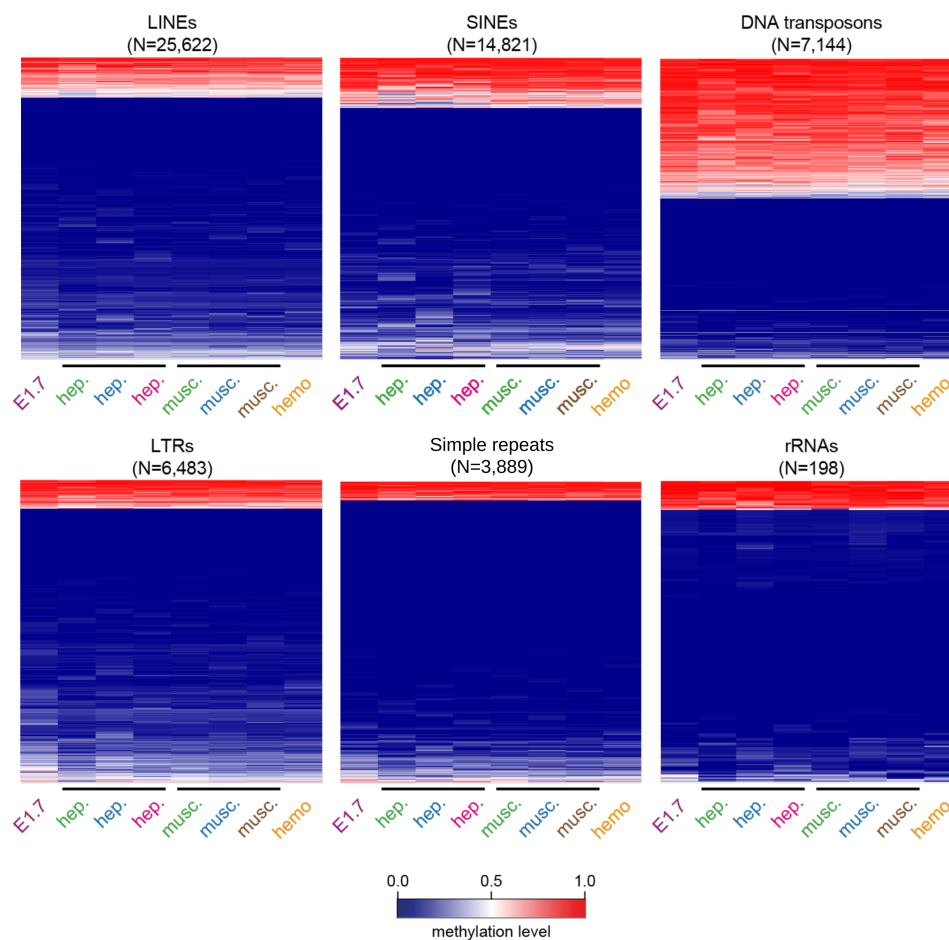 LINEs
(N=25,622)
SINEs
(N=14,821)
DNA transposons
(N=7,144)
E1.7 hep. hep. hep. musc. musc. musc. hemo
E1.7 hep. hep. hep. musc. musc. musc. hemo
E1.7 hep. hep. hep. musc. musc. musc. hemo
LTRs
(N=6,483)
Simple repeats
(N=3,889)
rRNAs
(N=198)
E1.7 hep. hep. hep. musc. musc. musc. hemo
E1.7 hep. hep. hep. musc. musc. musc. hemo
E1.7 hep. hep. hep. musc. musc. musc. hemo
0.0 0.5 1.0
methylation level